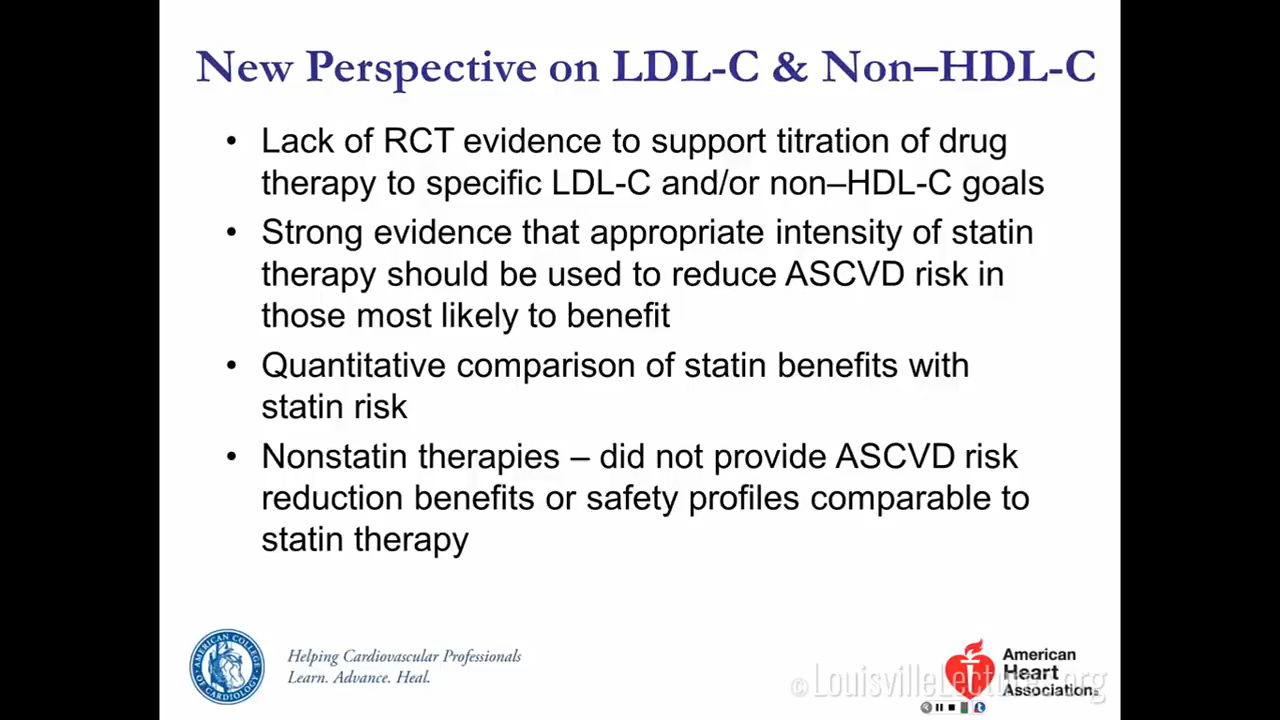 New Perspective on LDL-C & Non–HDL-C
• Lack of RCT evidence to support titration of drug
therapy to specific LDL-C and/or non–HDL-C goals
• Strong evidence that appropriate intensity of statin
therapy should be used to reduce ASCVD risk in
those most likely to benefit
• Quantitative comparison of statin benefits with
statin risk
• Nonstatin therapies – did not provide ASCVD risk
reduction benefits or safety profiles comparable to
statin therapy
AMERICAN COLLEGE OF CARDIOLOGY
Helping Cardiovascular Professionals
Learn. Advance. Heal.
American
Heart
Association®